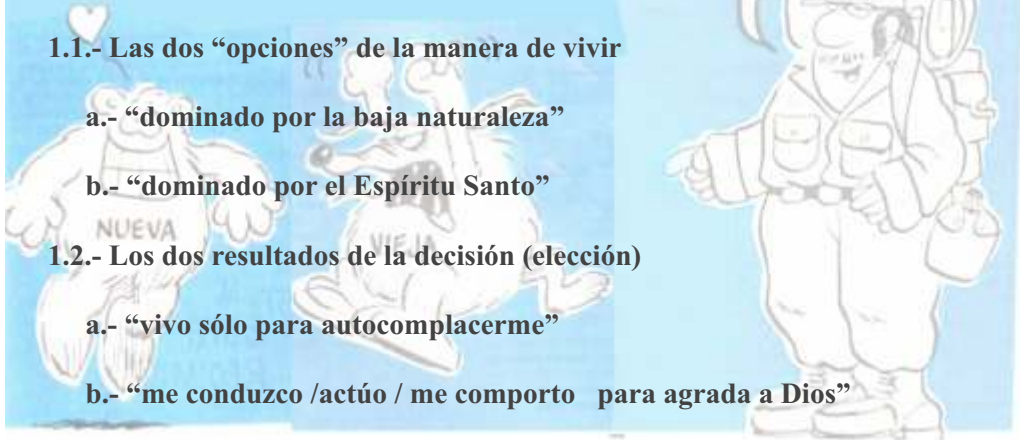 1.1.- Las dos “opciones” de la manera de vivir
a.- “dominado por la baja naturaleza”
b.- “dominado por el Espíritu Santo”
NUEVA
VIEJA
1.2.- Los dos resultados de la decisión (elección)
a.- “vivo sólo para autocomplacerme”
b.- “me conduzco /actúo / me comporto para agrada a Dios”